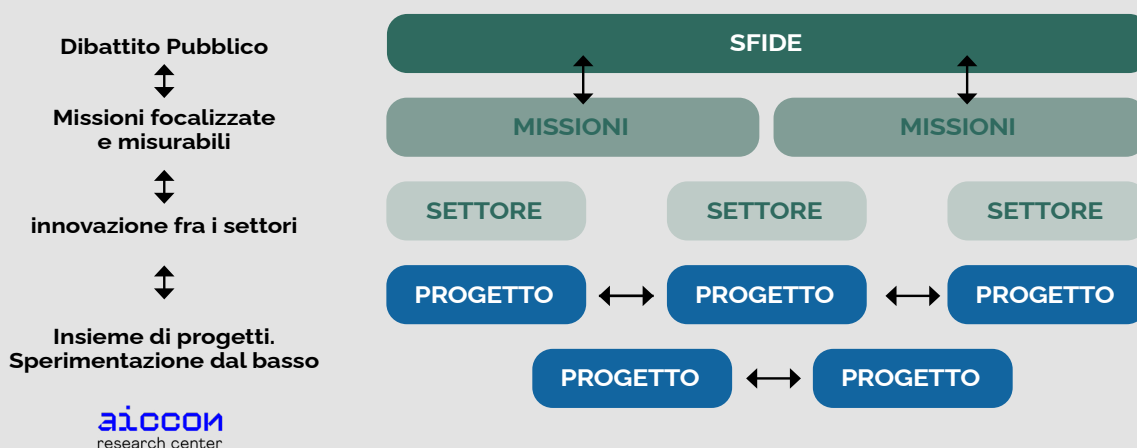 Dibattito Pubblico
SFIDE
Missioni focalizzate
e misurabili
MISSIONI
MISSIONI
innovazione fra i settori
SETTORE
SETTORE
SETTORE
PROGETTO
PROGETTO
PROGETTO
Insieme di progetti.
Sperimentazione dal basso
PROGETTO
PROGETTO
aiccon
research center